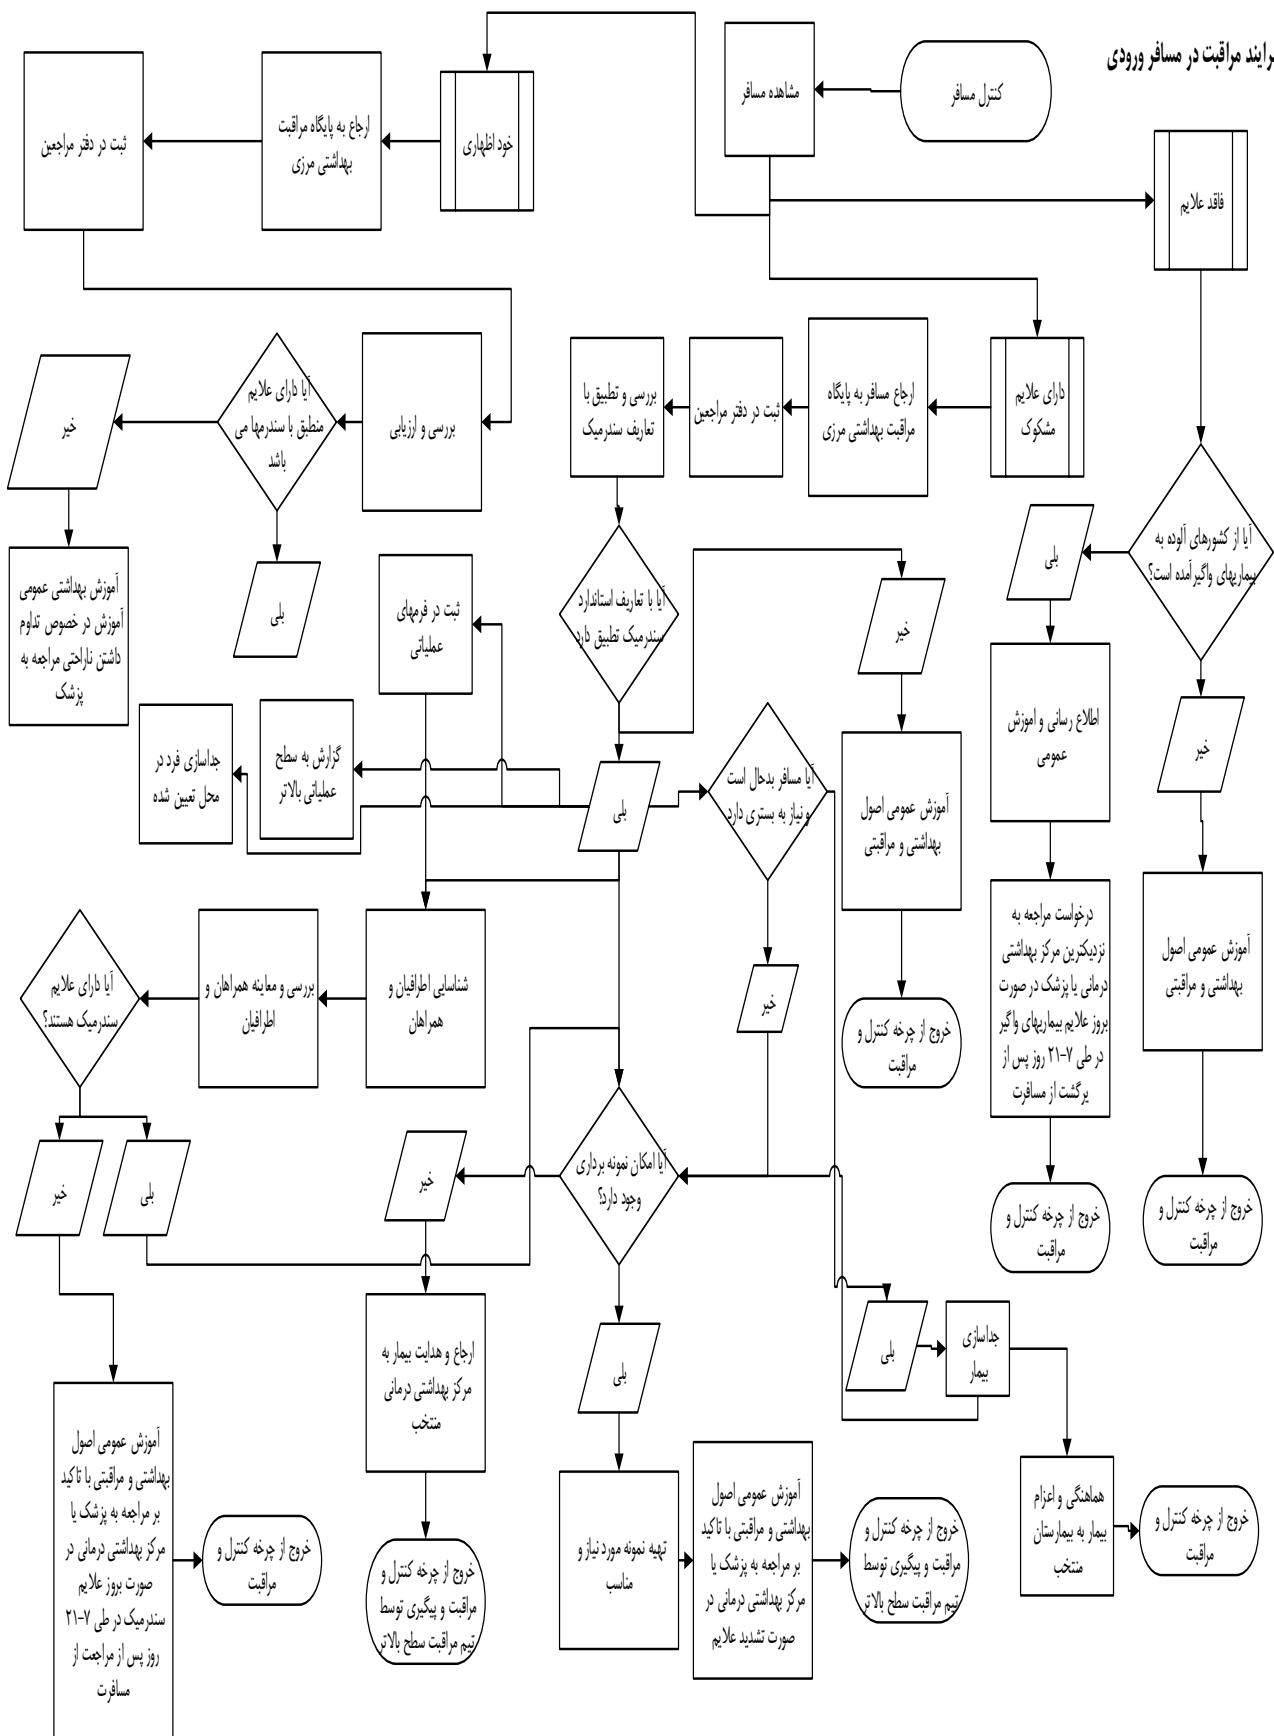 رایند مراقبت در مسافر ورودی
کنترل مسافر
مشاهده مسافر
خود اظهاری
ارجاع به پایگاه مراقبت
بهداشتی مرزی
ثبت در دفتر مراجعین
فاقد علایم
دارای علایم
مشکوک
ارجاع مسافر به پایگاه
مراقبت بهداشتی مرزی
ثبت در دفتر مراجعین
بررسی و تطبیق با
تعاریف سندرمیک
بررسی و ارزیابی
آیا دارای علایم
منطبق با سندرمها می
باشد
خیر
بلی
آموزش بهداشتی عمومی
آموزش در خصوص تداوم
داشتن ناراحتی مراجعه به
پزشک
آیا از کشورهای آلوده به
بیماریهای واگیرآمده است؟
بلی
خیر
اطلاع رسانی و اموزش
عمومی
درخواست مراجعه به
نزدیکترین مرکز بهداشتی
درمانی یا پزشک در صورت
بروز علایم بیماریهای واگیر
در طی ۷-۲۱ روز پس از
برگشت از مسافرت
خروج از چرخه کنترل و
مراقبت
آموزش عمومی اصول
بهداشتی و مراقبتی
خروج از چرخه کنترل و
مراقبت
آیا با تعاریف استاندارد
سندرمیک تطبیق دارد
خیر
آموزش عمومی اصول
بهداشتی و مراقبتی
خروج از چرخه کنترل و
مراقبت
بلی
ثبت در فرمهای
عملیاتی
گزارش به سطح
عملیاتی بالاتر
جداسازی فرد در
محل تعیین شده
آیا مسافر بدحال است
و نیاز به بستری دارد
خیر
بلی
جداسازی
بیمار
هماهنگی و اعزام
بیمار به بیمارستان
منتخب
خروج از چرخه کنترل و
مراقبت
شناسایی اطرافیان و
همراهان
بررسی و معاینه همراهان و
اطرافیان
آیا دارای علایم
سندرمیک هستند؟
خیر
بلی
آیا امکان نمونه برداری
وجود دارد؟
خیر
بلی
ارجاع و هدایت بیمار به
مرکز بهداشتی درمانی
منتخب
خروج از چرخه کنترل و
مراقبت و پیگیری توسط
تیم مراقبت سطح بالاتر
تهیه نمونه مورد نیاز و
مناسب
آموزش عمومی اصول
بهداشتی و مراقبتی با تاکید
بر مراجعه به پزشک یا
مرکز بهداشتی درمانی در
صورت تشدید علایم
خروج از چرخه کنترل و
مراقبت و پیگیری توسط
تیم مراقبت سطح بالاتر
آموزش عمومی اصول
بهداشتی و مراقبتی با تاکید
بر مراجعه به پزشک یا
مرکز بهداشتی درمانی در
صورت بروز علایم
سندرمیک در طی ۷-۲۱
روز پس از مراجعت از
مسافرت
خروج از چرخه کنترل و
مراقبت